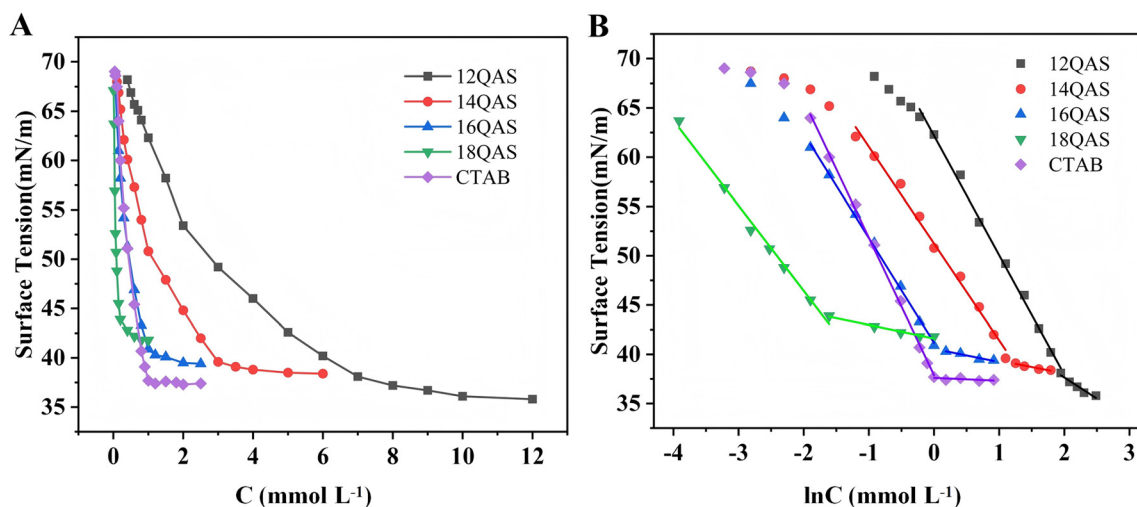 A
B
Surface Tension(mN/m)
70
65
60
55
50
45
40
35
12QAS
14QAS
16QAS
18QAS
CTAB
0 2 4 6 8 10 12
C (mmol L⁻¹)
Surface Tension(mN/m)
70
65
60
55
50
45
40
35
12QAS
14QAS
16QAS
18QAS
CTAB
-4 -3 -2 -1 0 1 2 3
lnC (mmol L⁻¹)